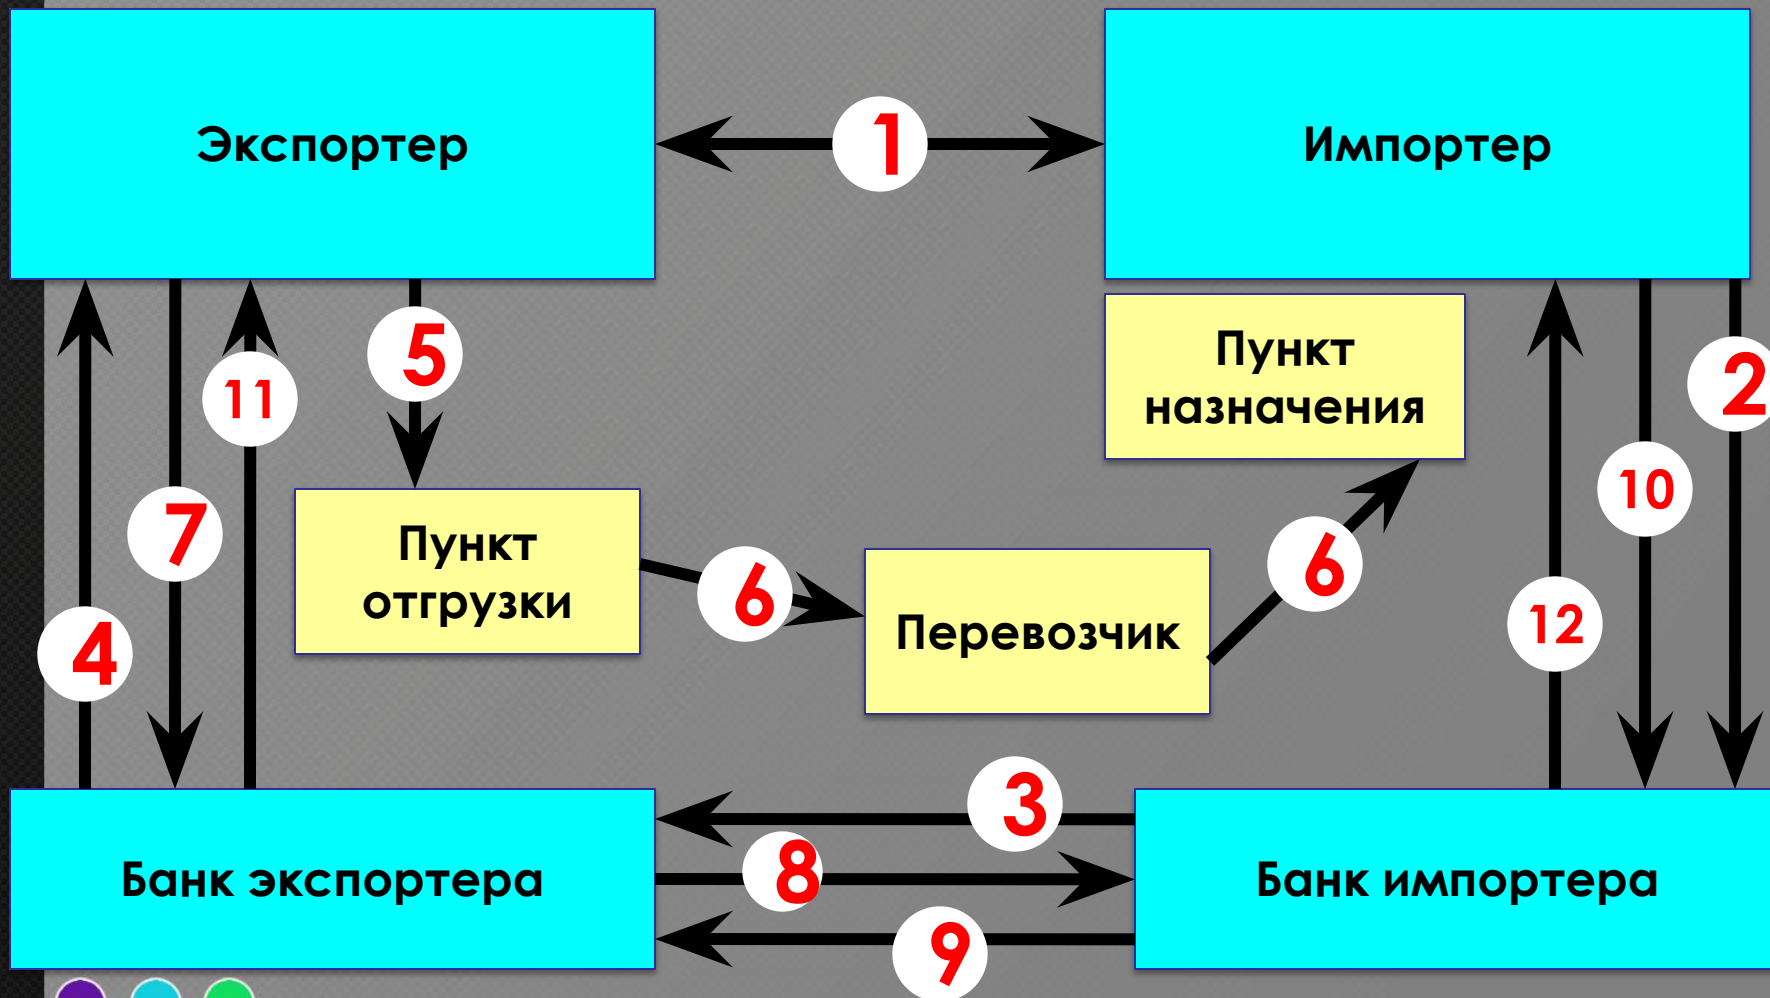 Экспортер
1
Импортер
5
11
Пункт
назначения
2
7
10
Пункт
отгрузки
6
6
Перевозчик
12
4
3
8
Банк экспортера
Банк импортера
9